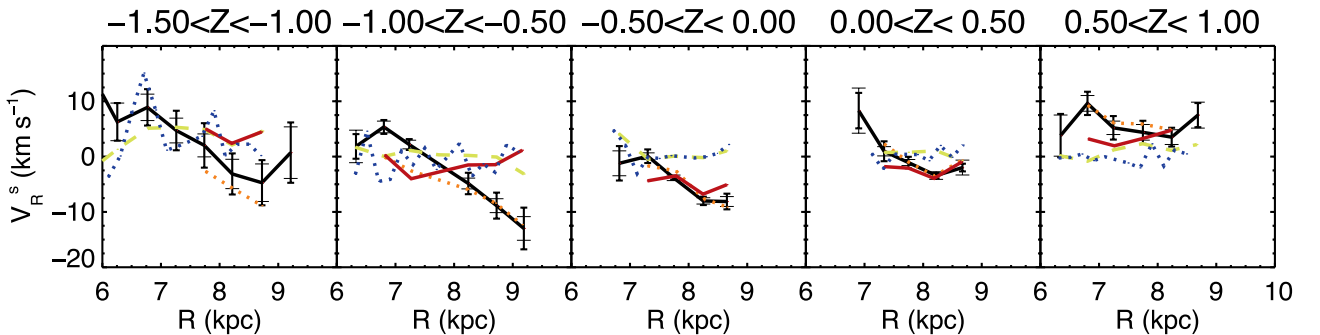 −1.50<Z<−1.00 −1.00<Z<−0.50 −0.50<Z< 0.00 0.00<Z< 0.50 0.50<Z< 1.00
10
0
−10
−20
V_R^s (km s⁻¹)
6 7 8 9 6 7 8 9 6 7 8 9 6 7 8 9 6 7 8 9 10
R (kpc) R (kpc) R (kpc) R (kpc) R (kpc)